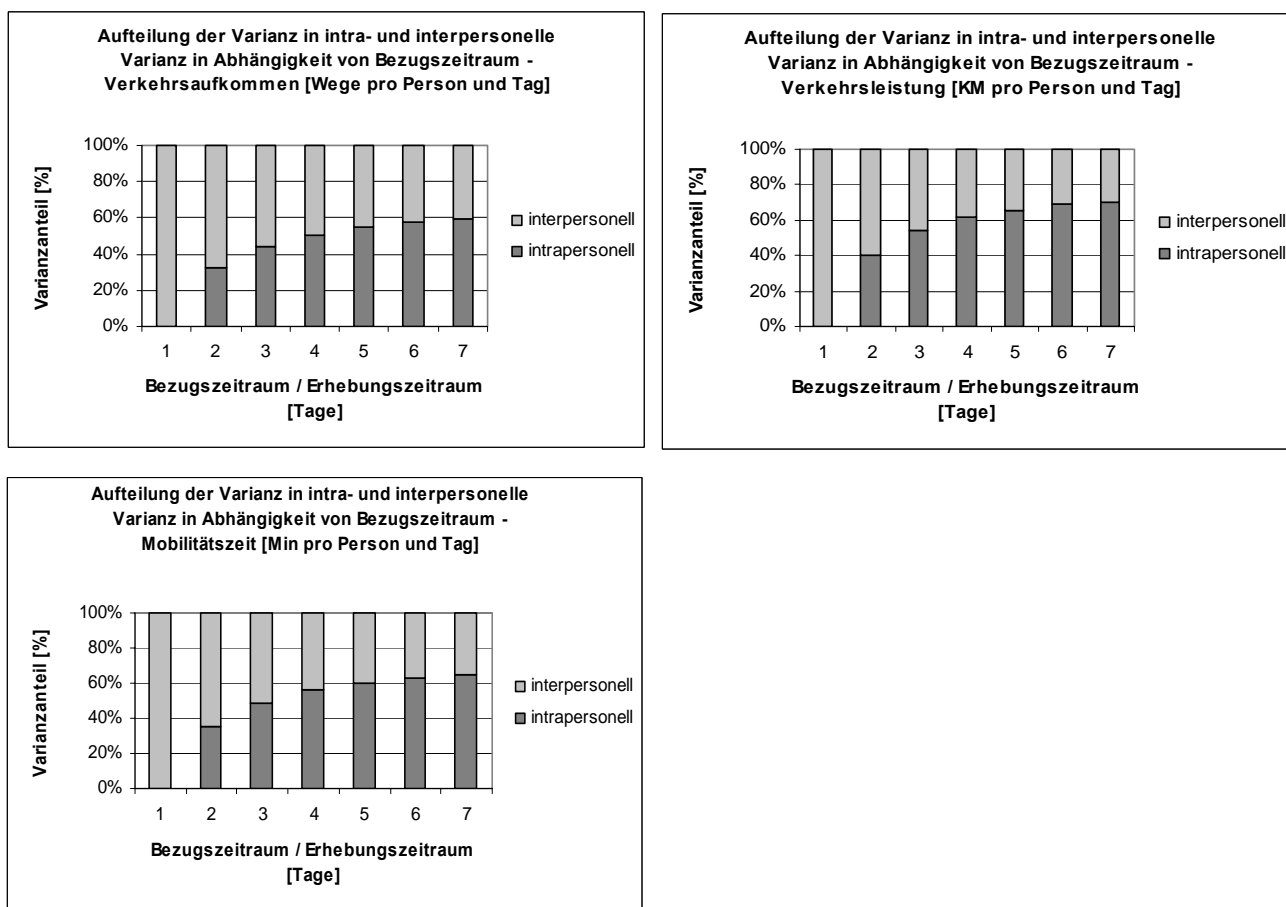 Aufteilung der Varianz in intra- und interpersonelle
Varianz in Abhängigkeit von Bezugszeitraum -
Verkehrsaufkommen [Wege pro Person und Tag]
Varianzanteil [%]
100%
80%
60%
40%
20%
0%
1 2 3 4 5 6 7
Bezugszeitraum / Erhebungszeitraum
[Tage]
interpersonell
intrapersonell
Aufteilung der Varianz in intra- und interpersonelle
Varianz in Abhängigkeit von Bezugszeitraum -
Verkehrsleistung [KM pro Person und Tag]
Varianzanteil [%]
100%
80%
60%
40%
20%
0%
1 2 3 4 5 6 7
Bezugszeitraum / Erhebungszeitraum
[Tage]
interpersonell
intrapersonell
Aufteilung der Varianz in intra- und interpersonelle
Varianz in Abhängigkeit von Bezugszeitraum -
Mobilitätszeit [Min pro Person und Tag]
Varianzanteil [%]
100%
80%
60%
40%
20%
0%
1 2 3 4 5 6 7
Bezugszeitraum / Erhebungszeitraum
[Tage]
interpersonell
intrapersonell